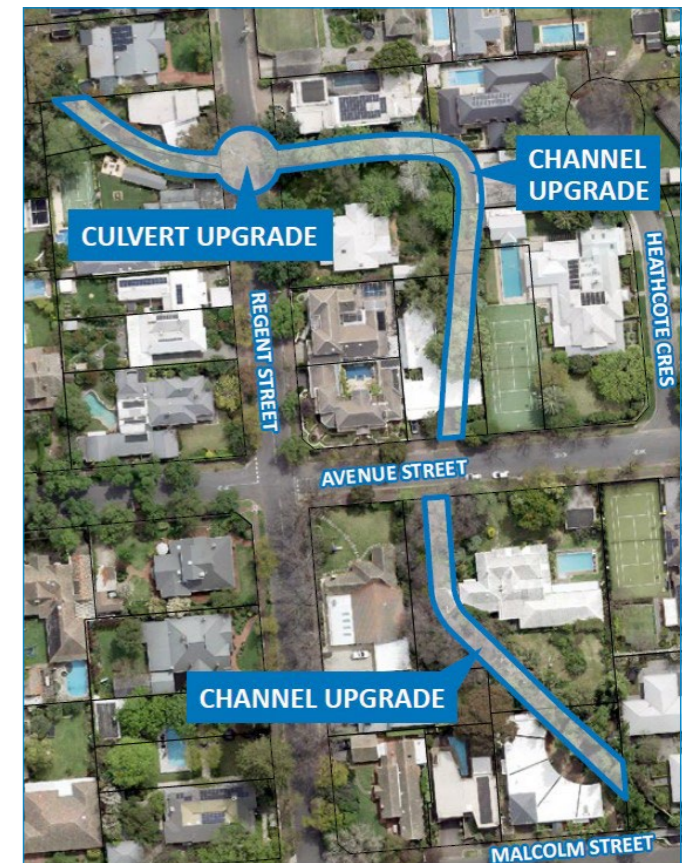 CHANNEL
UPGRADE
CULVERT UPGRADE
HEATHCOTE CRES
REGENT STREET
AVENUE STREET
CHANNEL UPGRADE
MALCOLM STREET